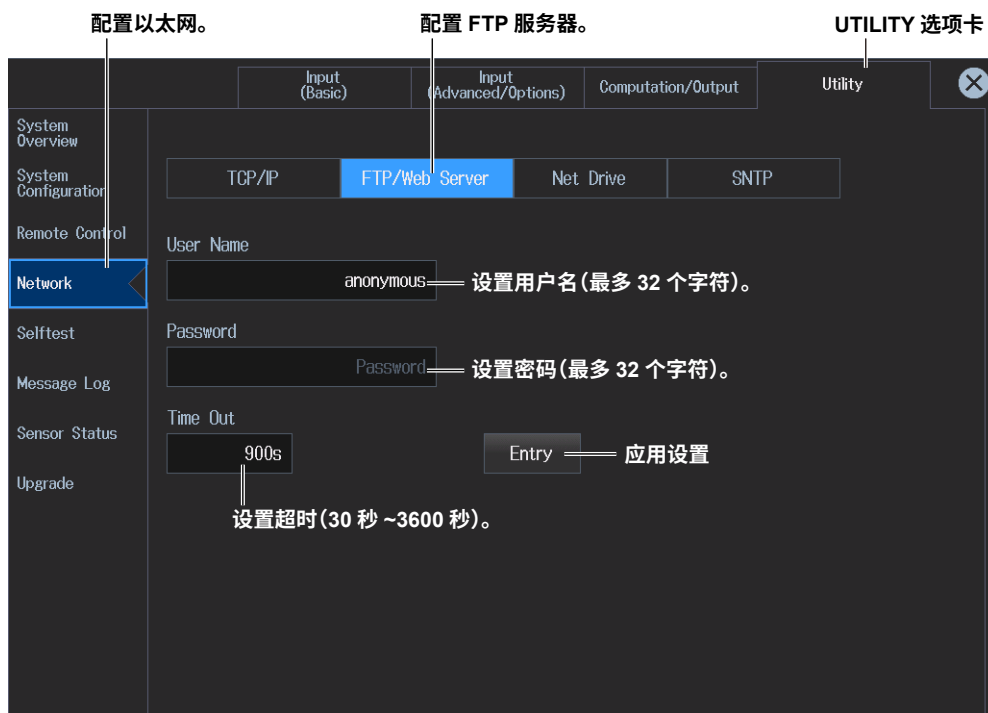 配置以太网。
配置 FTP 服务器。
UTILITY 选项卡
Input
(Basic)
Input
(Advanced/Options)
Computation/Output
Utility
System
Overview
System
Configuration
Remote Control
Network
Selftest
Message Log
Sensor Status
Upgrade
TCP/IP
FTP/Web Server
Net Drive
SNTP
User Name
anonymous
设置用户名(最多 32 个字符)。
Password
Password
设置密码(最多 32 个字符)。
Time Out
900s
Entry
应用设置
设置超时(30 秒 ~3600 秒)。